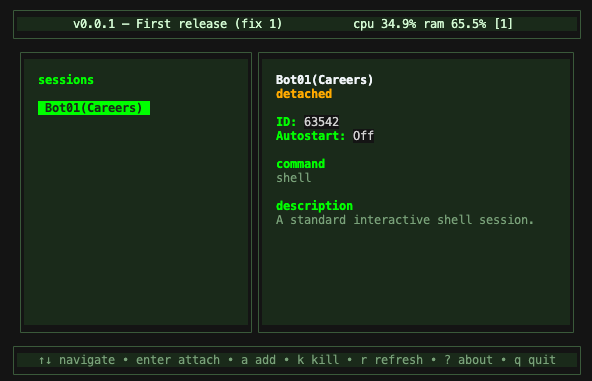 v0.0.1 — First release (fix 1) cpu 34.9% ram 65.5% [1]
sessions
Bot01(Careers)
Bot01(Careers)
detached
ID: 63542
Autostart: Off
command
shell
description
A standard interactive shell session.
↑↓ navigate • enter attach • a add • k kill • r refresh • ? about • q quit